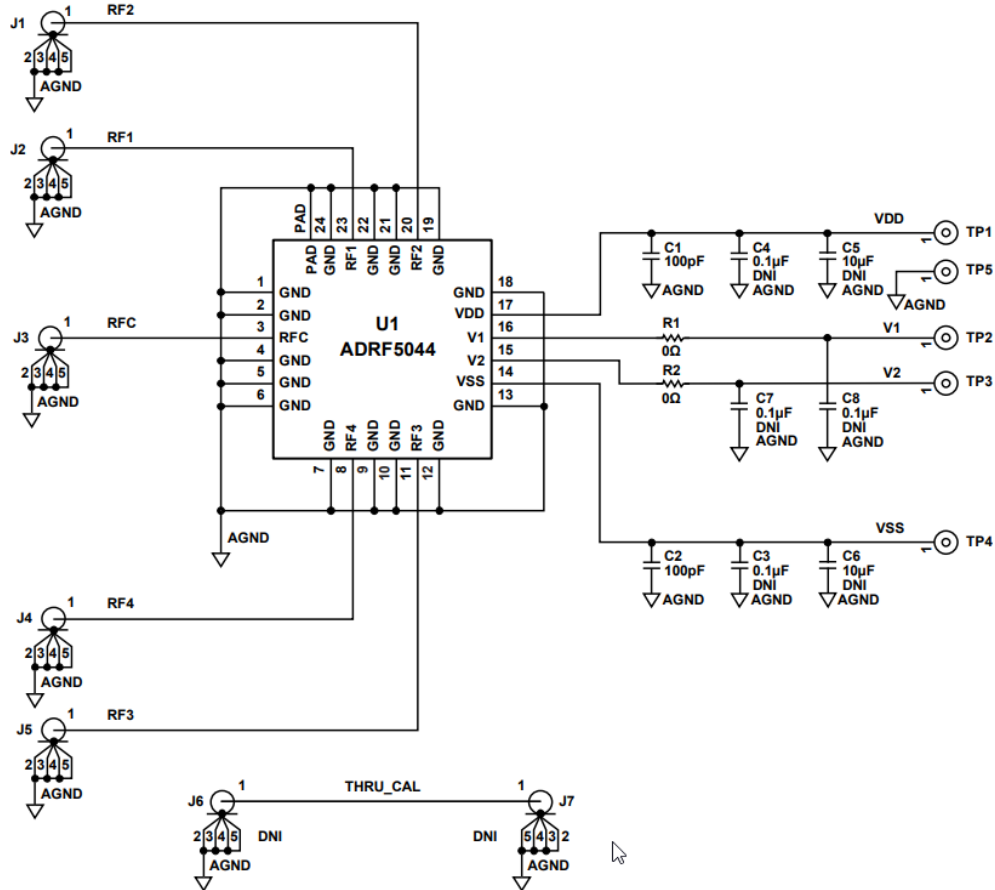 J1
1
RF2
2 3 4 5
AGND
J2
1
RF1
2 3 4 5
AGND
PAD
24
23
22
21
20
19
PAD
GND
RF1
GND
GND
RF2
GND
1
GND
2
GND
3
RFC
4
GND
5
GND
6
GND
U1
ADRF5044
18
GND
17
VDD
16
V1
15
V2
14
VSS
13
GND
GND
RF4
GND
GND
RF3
GND
7
8
9
10
11
12
AGND
J3
1
RFC
2 3 4 5
AGND
VDD
1
TP1
C1
100pF
AGND
C4
0.1µF
DNI
AGND
C5
10µF
DNI
AGND
1
TP5
AGND
R1
0Ω
V1
1
TP2
R2
0Ω
V2
1
TP3
C7
0.1µF
DNI
AGND
C8
0.1µF
DNI
AGND
VSS
1
TP4
C2
100pF
AGND
C3
0.1µF
DNI
AGND
C6
10µF
DNI
AGND
J4
1
RF4
2 3 4 5
AGND
J5
1
RF3
2 3 4 5
AGND
J6
1
THRU_CAL
1
J7
2 3 4 5
DNI
DNI
5 4 3 2
AGND
AGND